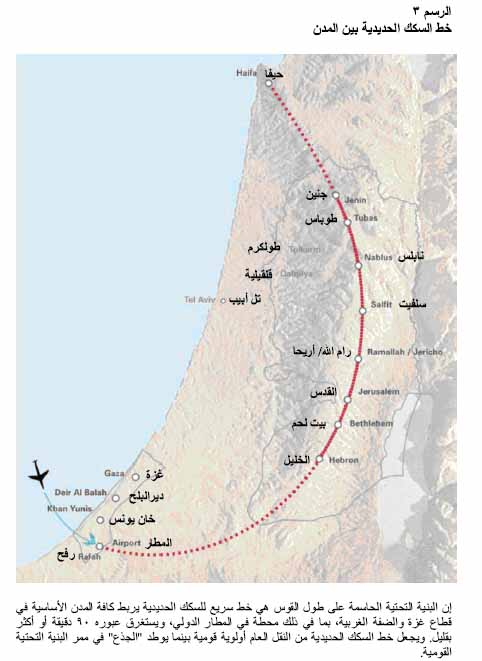 الرسم ٣
خط السكك الحديدية بين المدن
Haifa حيفا
جنين Jenin
طوباس Tubas
طولكرم Tulkarm
Nablus نابلس
قلقيلية Qalqilya
Tel Aviv تل أبيب
Salfit سلفيت
رام الله/ أريحا Ramallah / Jericho
القدس Jerusalem
بيت لحم Bethlehem
الخليل Hebron
Gaza غزة
Deir Al Balah ديرالبلح
Khan Yunis خان يونس
Airport المطار
Rafah رفح
إن البنية التحتية الحاسمة على طول القوس هي خط سريع للسكك الحديدية يربط كافة المدن الأساسية في
قطاع غزة والضفة الغربية، بما في ذلك محطة في المطار الدولي، ويستغرق عبوره ٩٠ دقيقة أو أكثر
بقليل. ويجعل خط السكك الحديدية من النقل العام أولوية قومية بينما يوطد "الجذع" في ممر البنية التحتية
القومية.